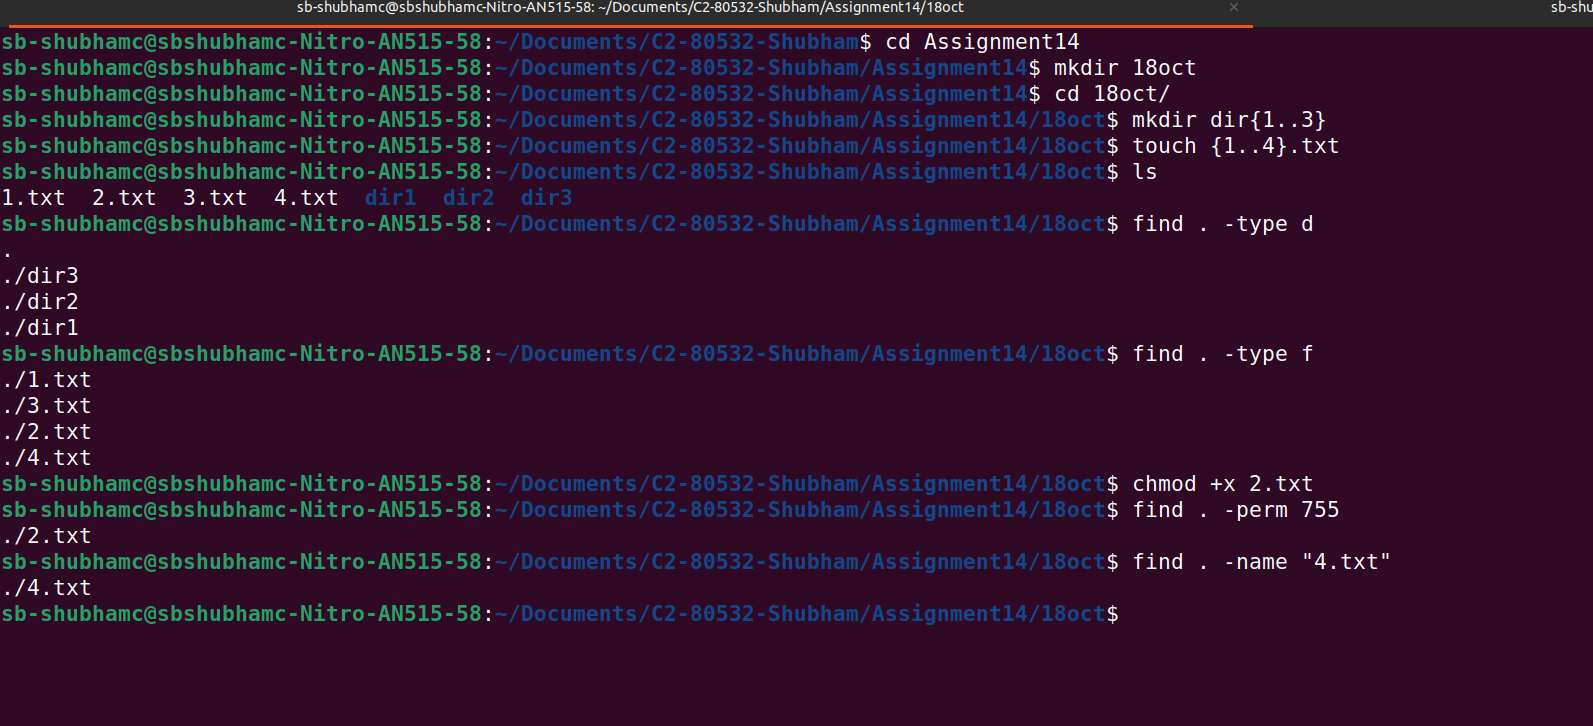 sb-shubhamc@sbshubhamc-Nitro-AN515-58: ~/Documents/C2-80532-Shubham/Assignment14/18oct × sb-shu
sb-shubhamc@sbshubhamc-Nitro-AN515-58:~/Documents/C2-80532-Shubham$ cd Assignment14
sb-shubhamc@sbshubhamc-Nitro-AN515-58:~/Documents/C2-80532-Shubham/Assignment14$ mkdir 18oct
sb-shubhamc@sbshubhamc-Nitro-AN515-58:~/Documents/C2-80532-Shubham/Assignment14$ cd 18oct/
sb-shubhamc@sbshubhamc-Nitro-AN515-58:~/Documents/C2-80532-Shubham/Assignment14/18oct$ mkdir dir{1..3}
sb-shubhamc@sbshubhamc-Nitro-AN515-58:~/Documents/C2-80532-Shubham/Assignment14/18oct$ touch {1..4}.txt
sb-shubhamc@sbshubhamc-Nitro-AN515-58:~/Documents/C2-80532-Shubham/Assignment14/18oct$ ls
1.txt  2.txt  3.txt  4.txt  dir1  dir2  dir3
sb-shubhamc@sbshubhamc-Nitro-AN515-58:~/Documents/C2-80532-Shubham/Assignment14/18oct$ find . -type d
.
./dir3
./dir2
./dir1
sb-shubhamc@sbshubhamc-Nitro-AN515-58:~/Documents/C2-80532-Shubham/Assignment14/18oct$ find . -type f
./1.txt
./3.txt
./2.txt
./4.txt
sb-shubhamc@sbshubhamc-Nitro-AN515-58:~/Documents/C2-80532-Shubham/Assignment14/18oct$ chmod +x 2.txt
sb-shubhamc@sbshubhamc-Nitro-AN515-58:~/Documents/C2-80532-Shubham/Assignment14/18oct$ find . -perm 755
./2.txt
sb-shubhamc@sbshubhamc-Nitro-AN515-58:~/Documents/C2-80532-Shubham/Assignment14/18oct$ find . -name "4.txt"
./4.txt
sb-shubhamc@sbshubhamc-Nitro-AN515-58:~/Documents/C2-80532-Shubham/Assignment14/18oct$